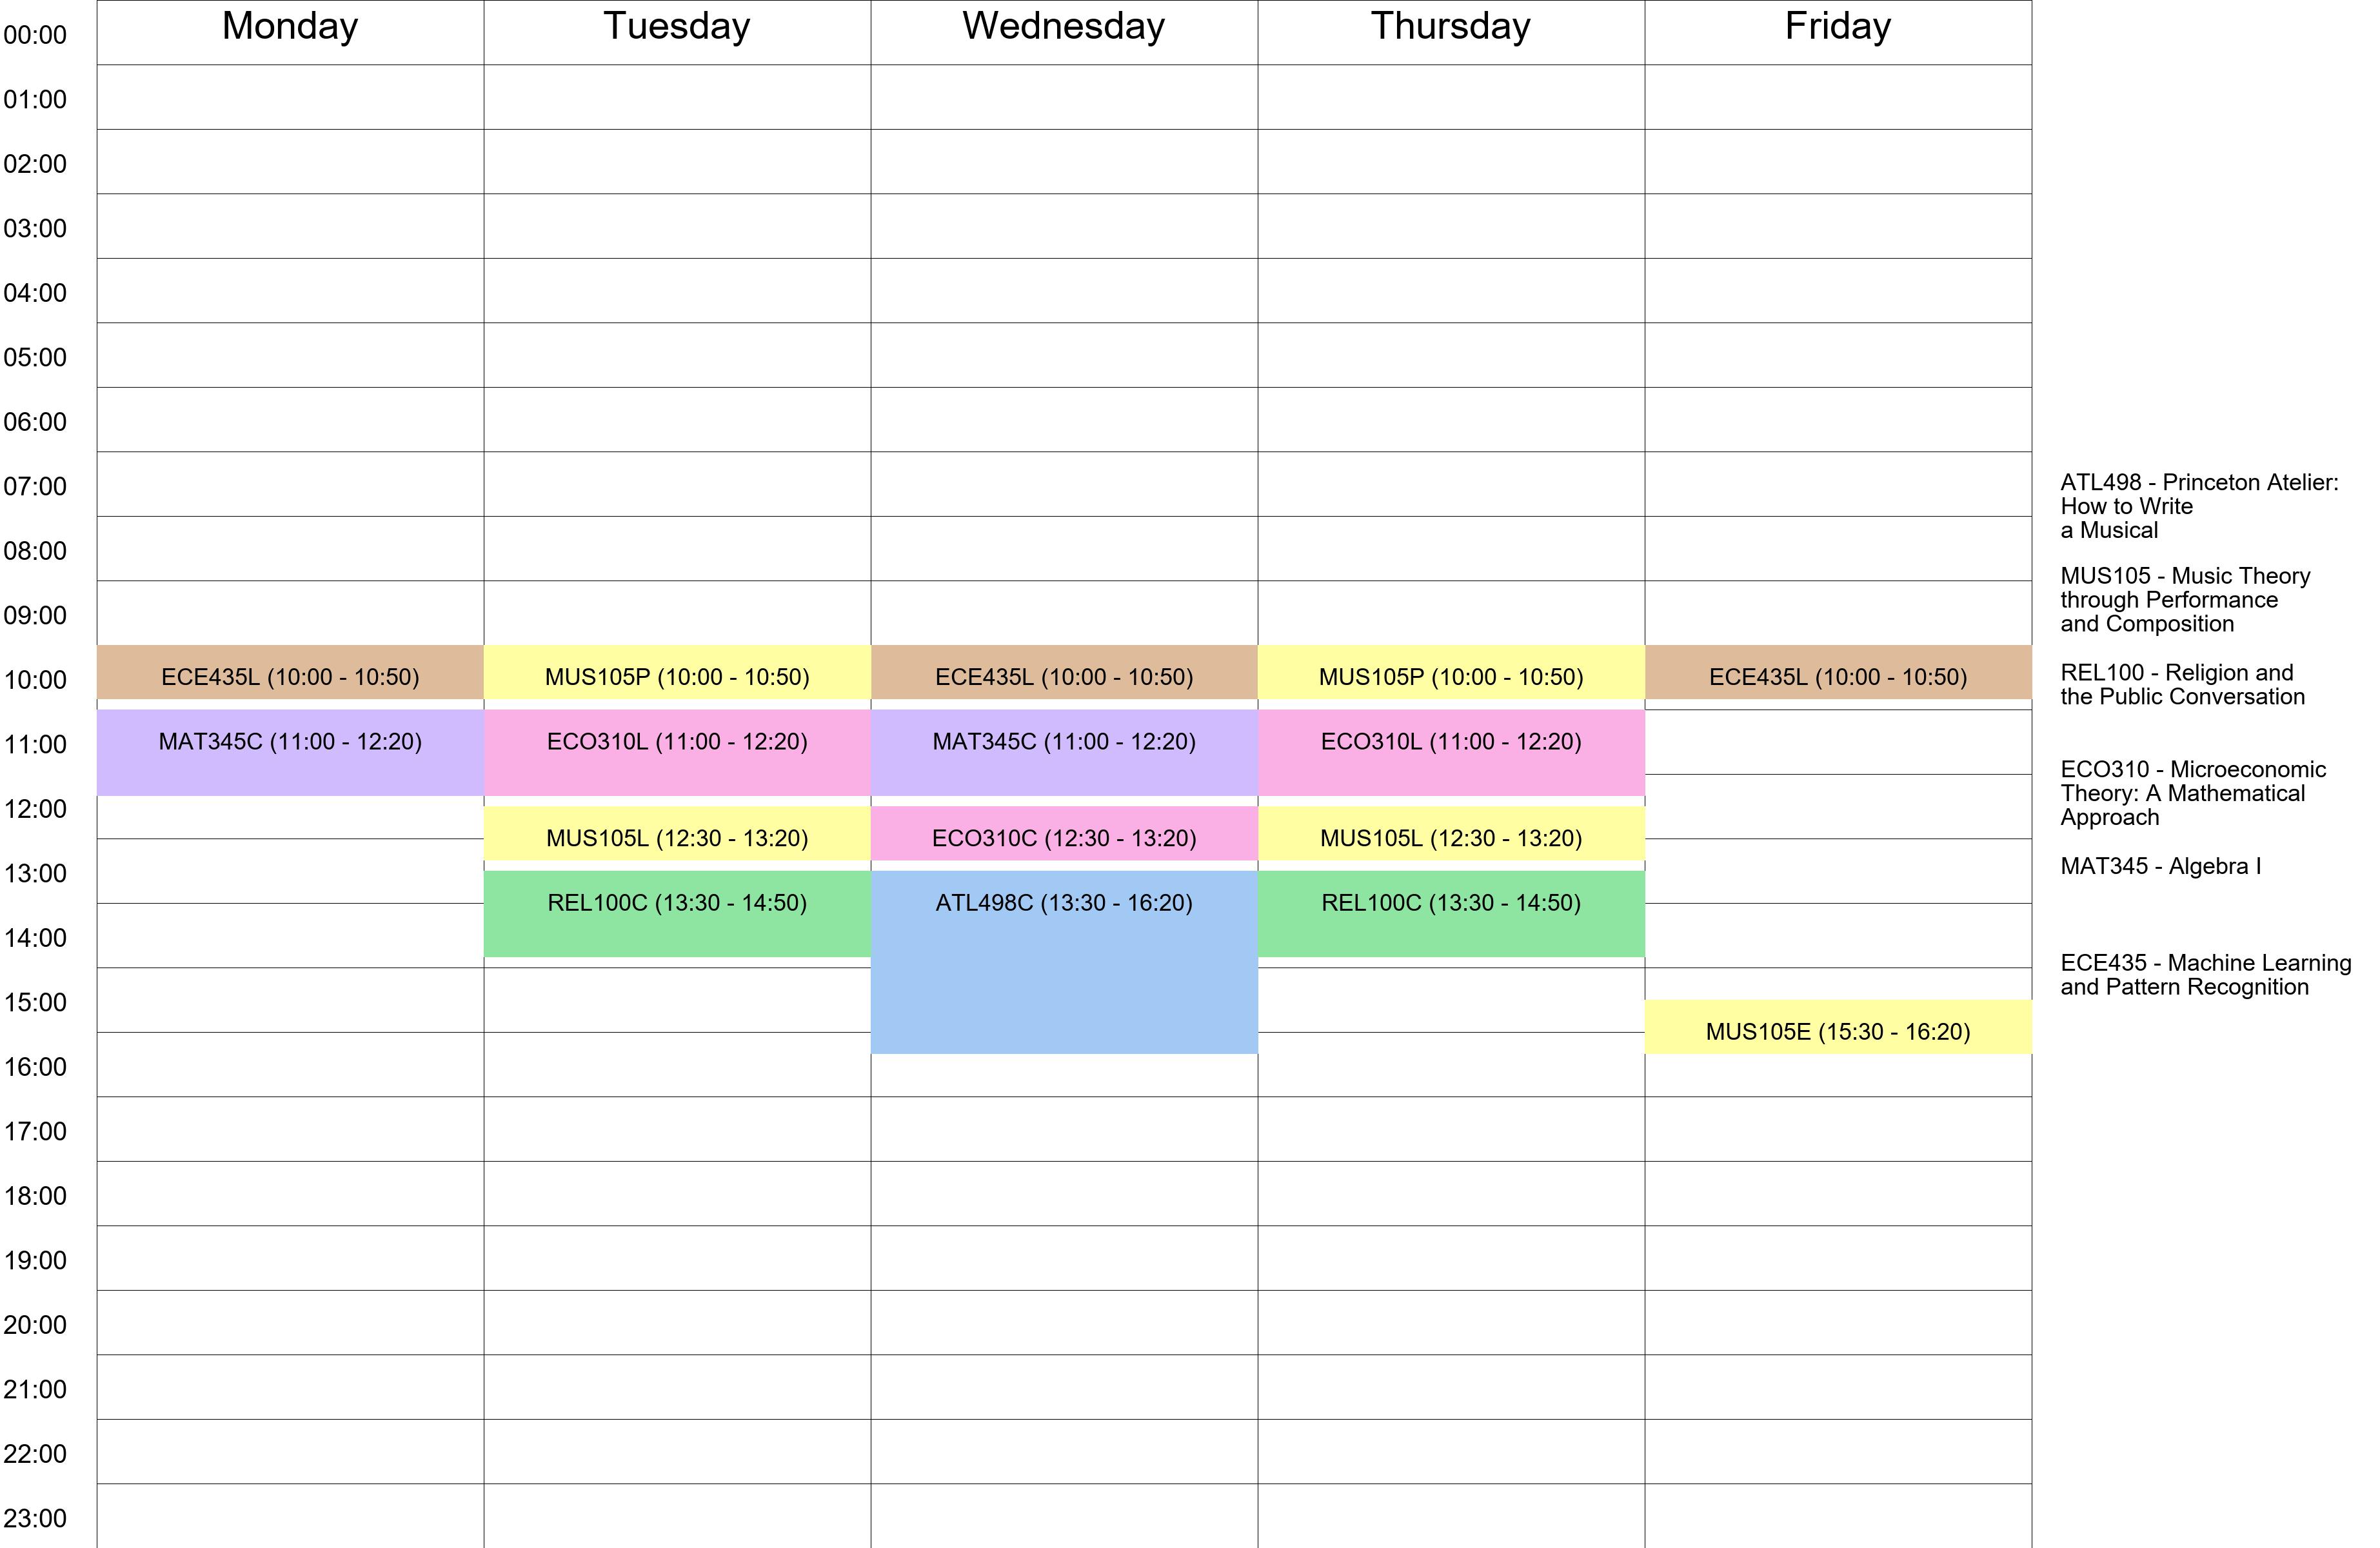 Monday Tuesday Wednesday Thursday Friday
00:00
01:00
02:00
03:00
04:00
05:00
06:00
07:00
08:00
09:00
10:00 ECE435L (10:00 - 10:50) MUS105P (10:00 - 10:50) ECE435L (10:00 - 10:50) MUS105P (10:00 - 10:50) ECE435L (10:00 - 10:50)
11:00 MAT345C (11:00 - 12:20) ECO310L (11:00 - 12:20) MAT345C (11:00 - 12:20) ECO310L (11:00 - 12:20)
12:00
MUS105L (12:30 - 13:20) ECO310C (12:30 - 13:20) MUS105L (12:30 - 13:20)
13:00
REL100C (13:30 - 14:50) ATL498C (13:30 - 16:20) REL100C (13:30 - 14:50)
14:00
15:00
MUS105E (15:30 - 16:20)
16:00
17:00
18:00
19:00
20:00
21:00
22:00
23:00
ATL498 - Princeton Atelier:
How to Write
a Musical
MUS105 - Music Theory
through Performance
and Composition
REL100 - Religion and
the Public Conversation
ECO310 - Microeconomic
Theory: A Mathematical
Approach
MAT345 - Algebra I
ECE435 - Machine Learning
and Pattern Recognition